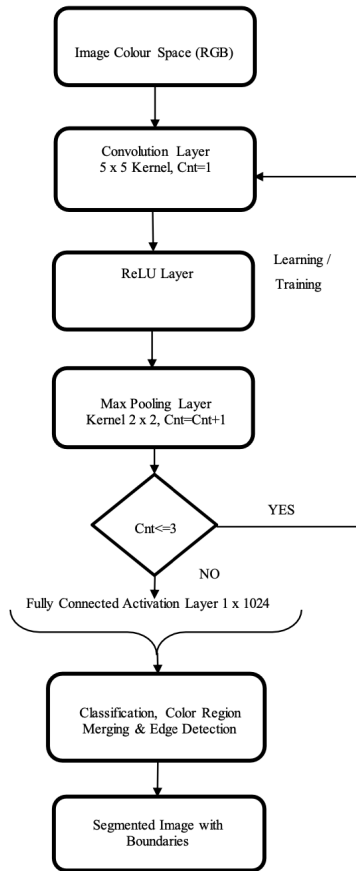 Image Colour Space (RGB)
Convolution Layer
5 x 5 Kernel, Cnt=1
ReLU Layer
Learning /
Training
Max Pooling Layer
Kernel 2 x 2, Cnt=Cnt+1
Cnt<=3
YES
NO
Fully Connected Activation Layer 1 x 1024
Classification, Color Region
Merging & Edge Detection
Segmented Image with
Boundaries